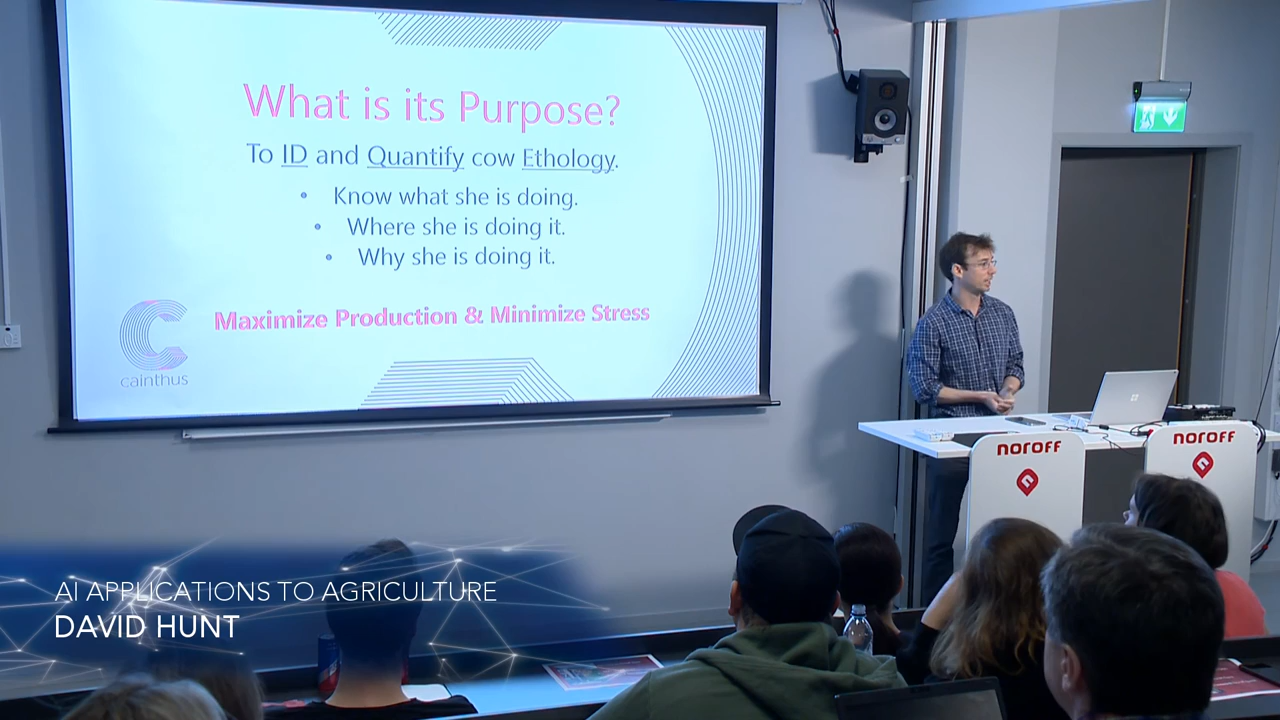 What is its Purpose?
To ID and Quantify cow Ethology.
• Know what she is doing.
• Where she is doing it.
• Why she is doing it.
Maximize Production & Minimize Stress
cainthus
noroff
noroff
AI APPLICATIONS TO AGRICULTURE
DAVID HUNT